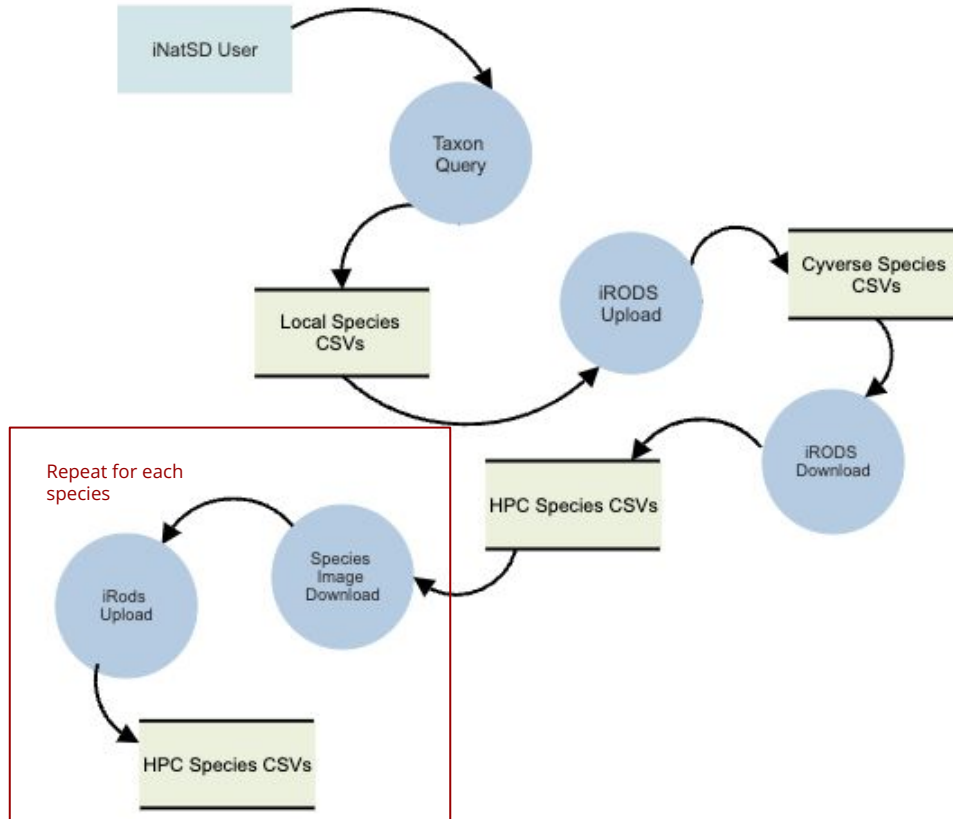 iNatSD User
Taxon
Query
Local Species
CSVs
iRODS
Upload
Cyverse Species
CSVs
iRODS
Download
HPC Species CSVs
Repeat for each
species
Species
Image
Download
iRods
Upload
HPC Species CSVs